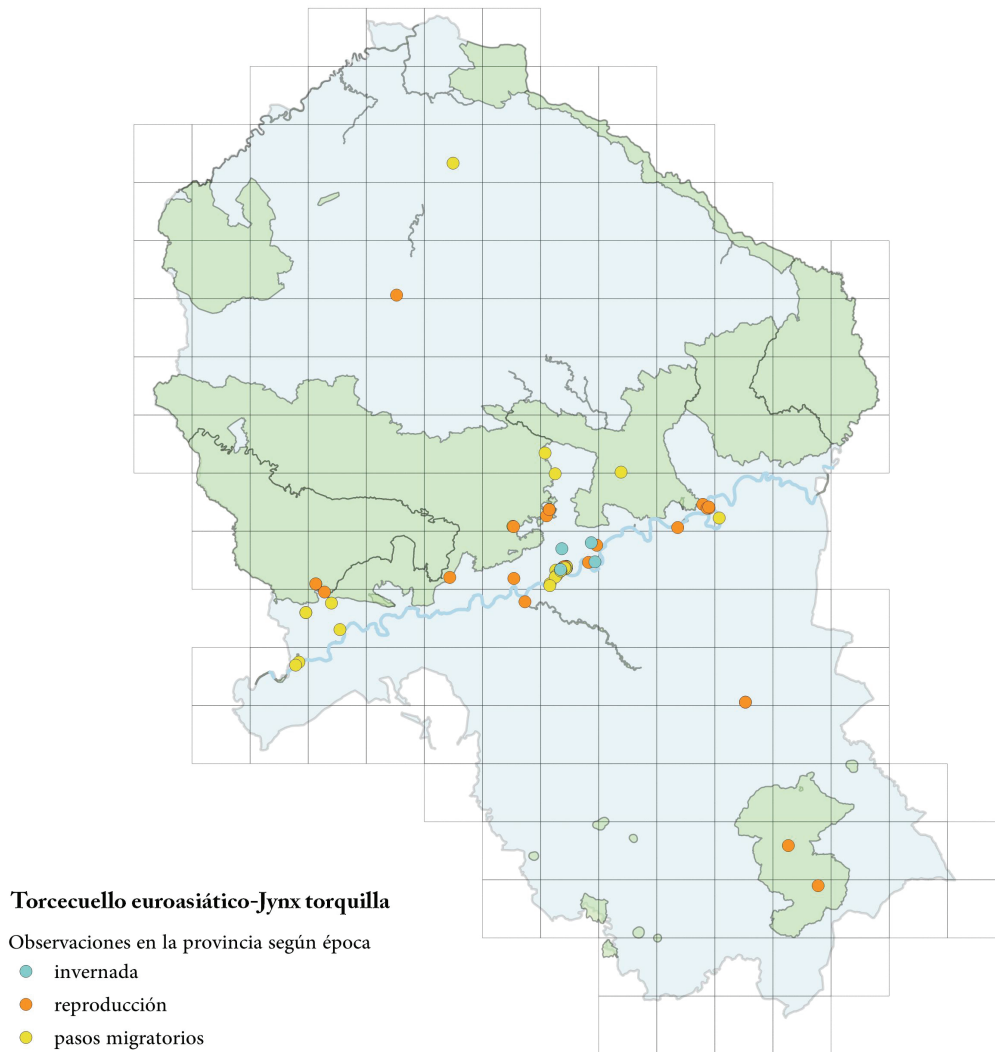 Torcecuello euroasiático-Jynx torquilla
Observaciones en la provincia según época
invernada
reproducción
pasos migratorios